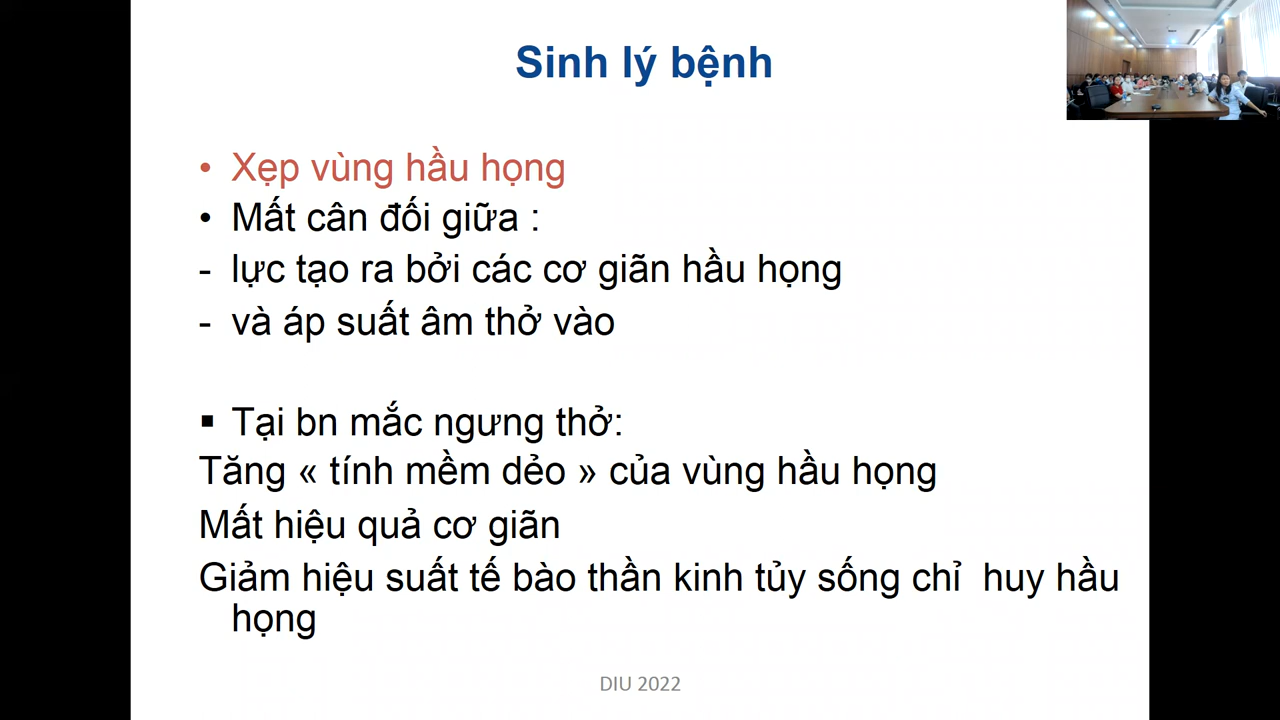 Sinh lý bệnh
• Xẹp vùng hầu họng
• Mất cân đối giữa :
- lực tạo ra bởi các cơ giãn hầu họng
- và áp suất âm thở vào
▪ Tại bn mắc ngưng thở:
Tăng « tính mềm dẻo » của vùng hầu họng
Mất hiệu quả cơ giãn
Giảm hiệu suất tế bào thần kinh tủy sống chỉ  huy hầu
họng
DIU 2022